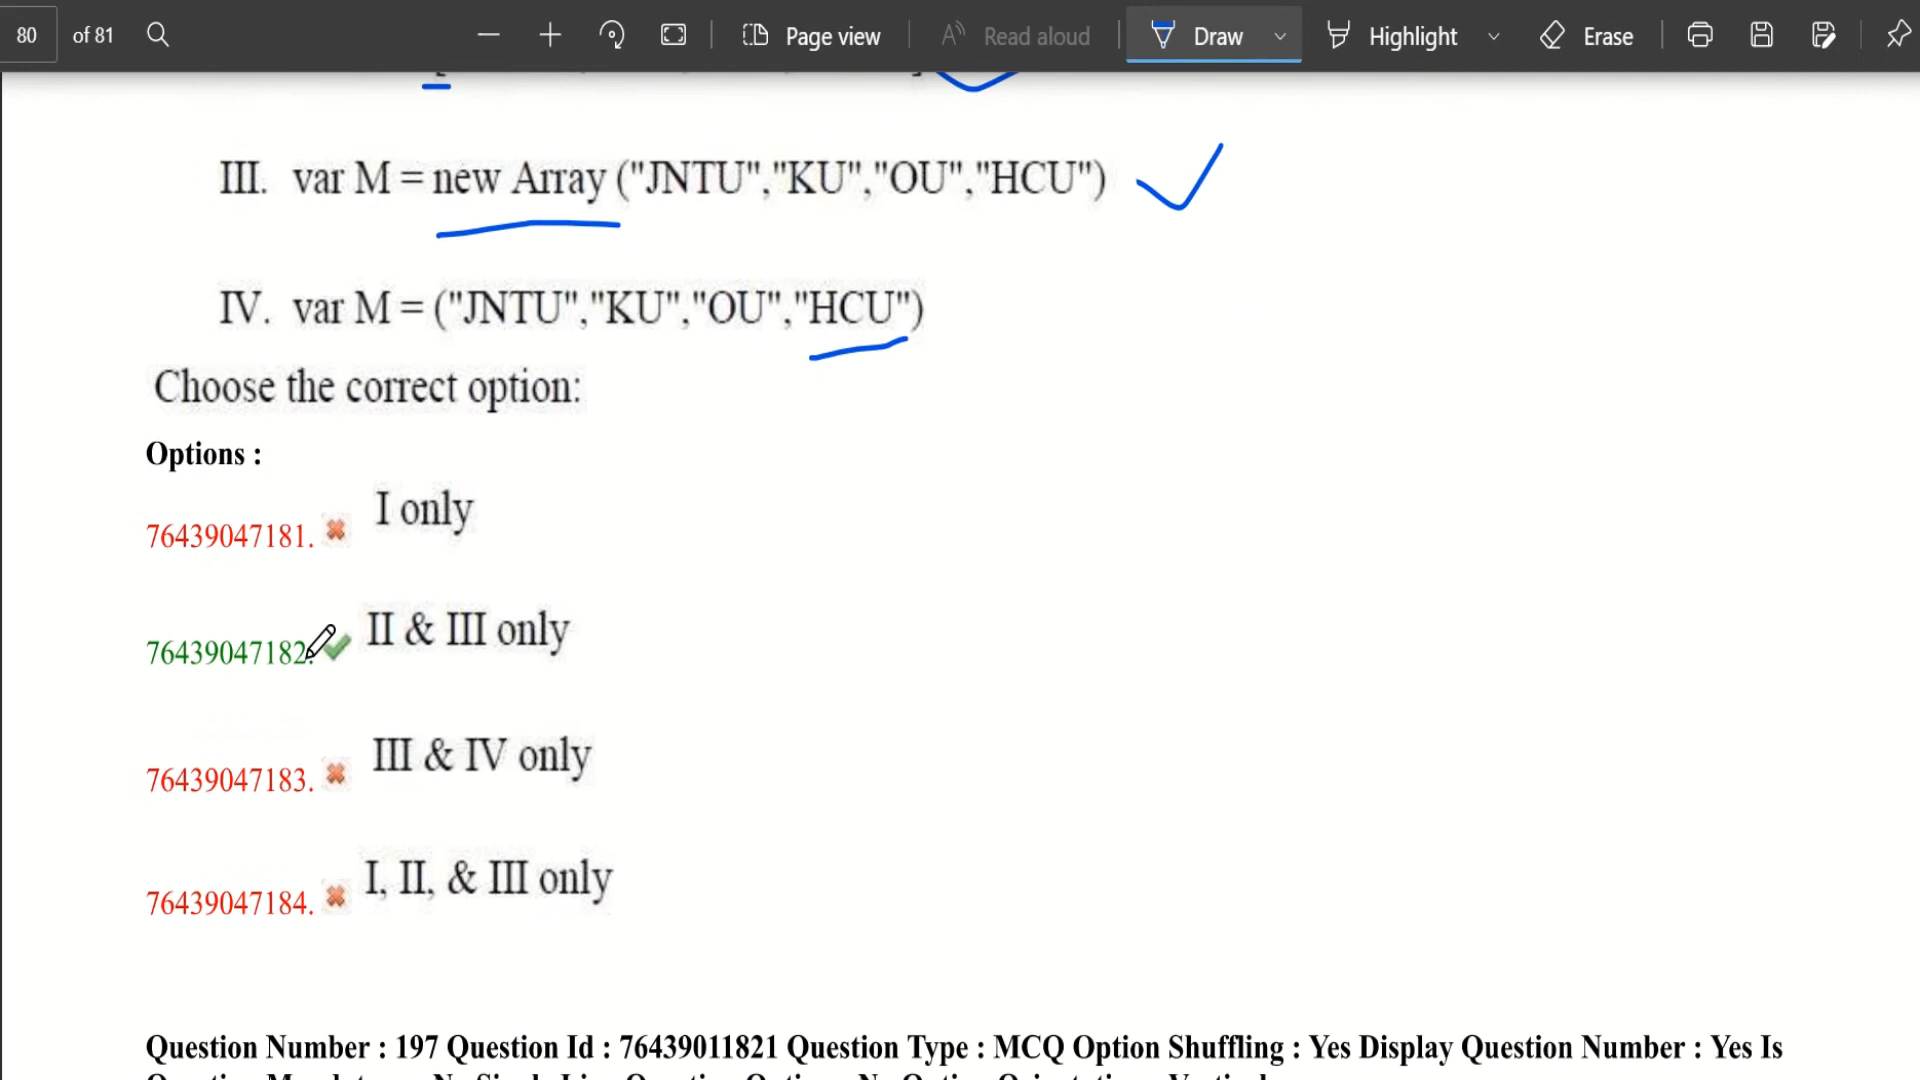 80 of 81 Page view Read aloud Draw Highlight Erase
III. var M = new Array ("JNTU","KU","OU","HCU")
IV. var M = ("JNTU","KU","OU","HCU")
Choose the correct option:
Options :
76439047181. I only
76439047182. II & III only
76439047183. III & IV only
76439047184. I, II, & III only
Question Number : 197 Question Id : 76439011821 Question Type : MCQ Option Shuffling : Yes Display Question Number : Yes Is